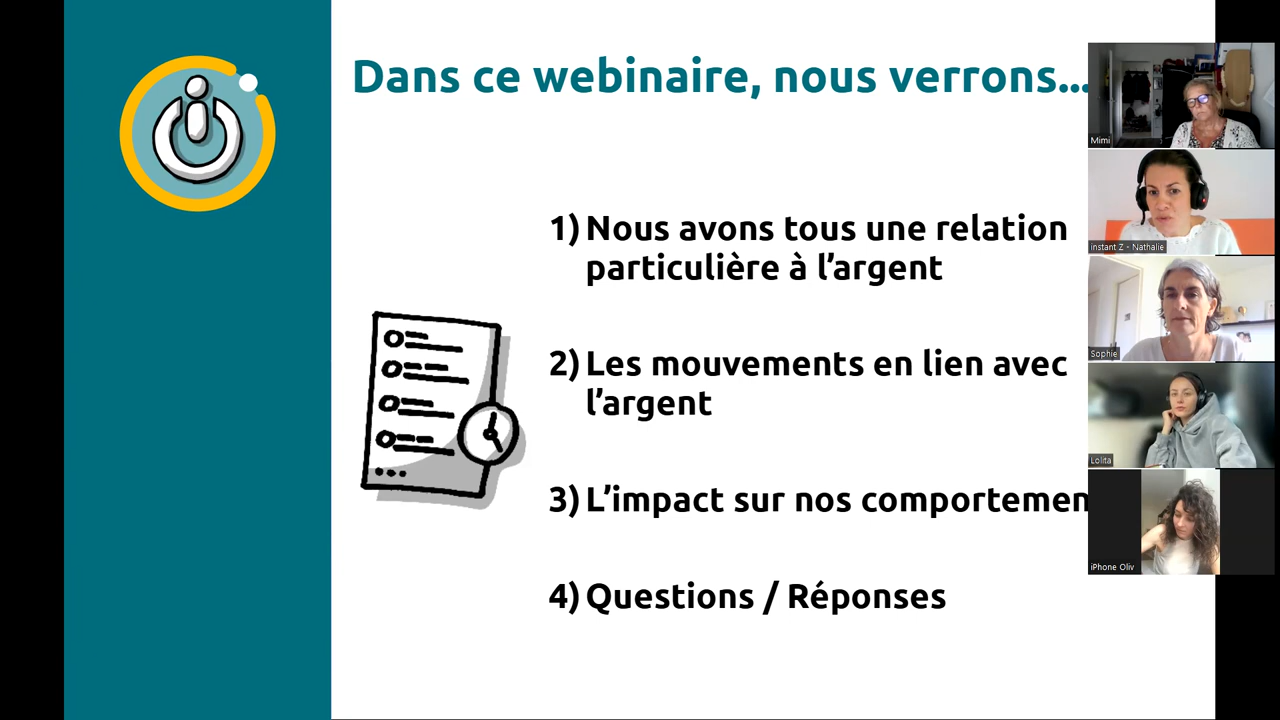 Dans ce webinaire, nous verrons...
1) Nous avons tous une relation
particulière à l’argent
2) Les mouvements en lien avec
l’argent
3) L’impact sur nos comportemen
4) Questions / Réponses
Mimi
instant Z - Nathalie
Sophie
Lolita
iPhone Oliv